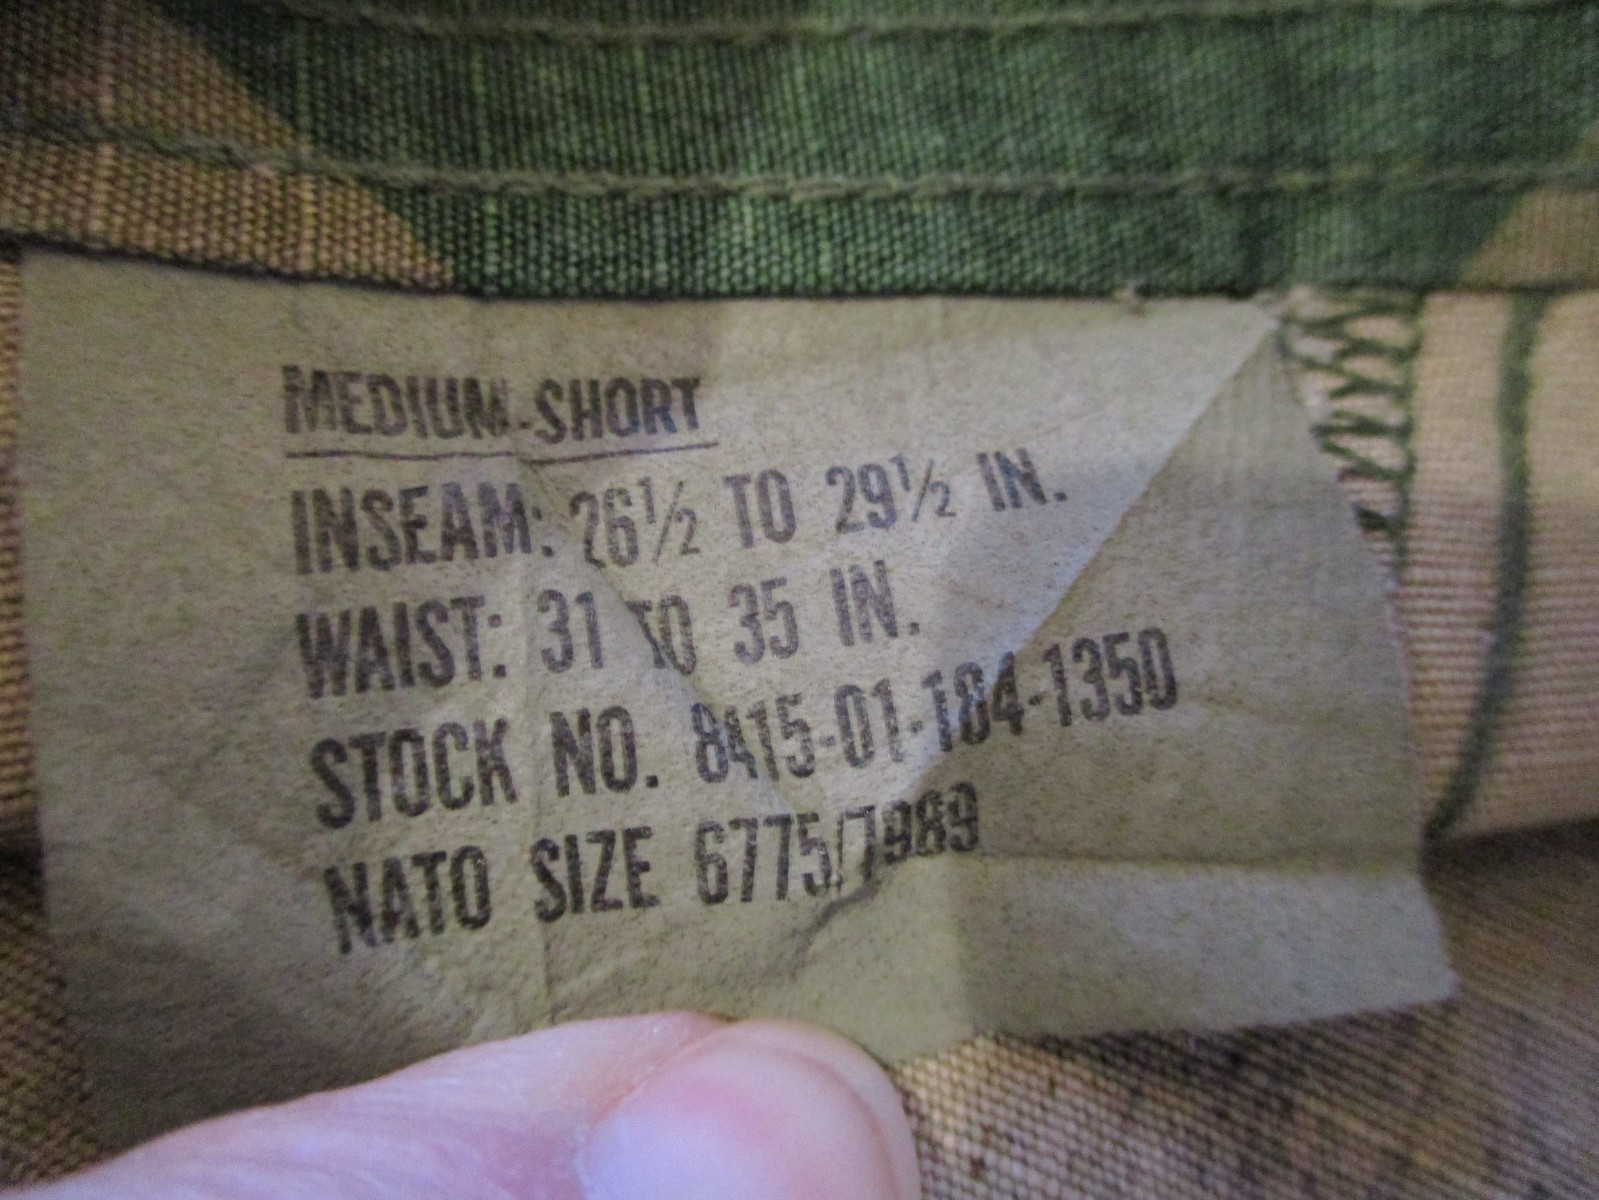 MEDIUM-SHORT
INSEAM: 26½ TO 29½ IN.
WAIST: 31 TO 35 IN.
STOCK NO. 8415-01-184-1350
NATO SIZE 6775/7989